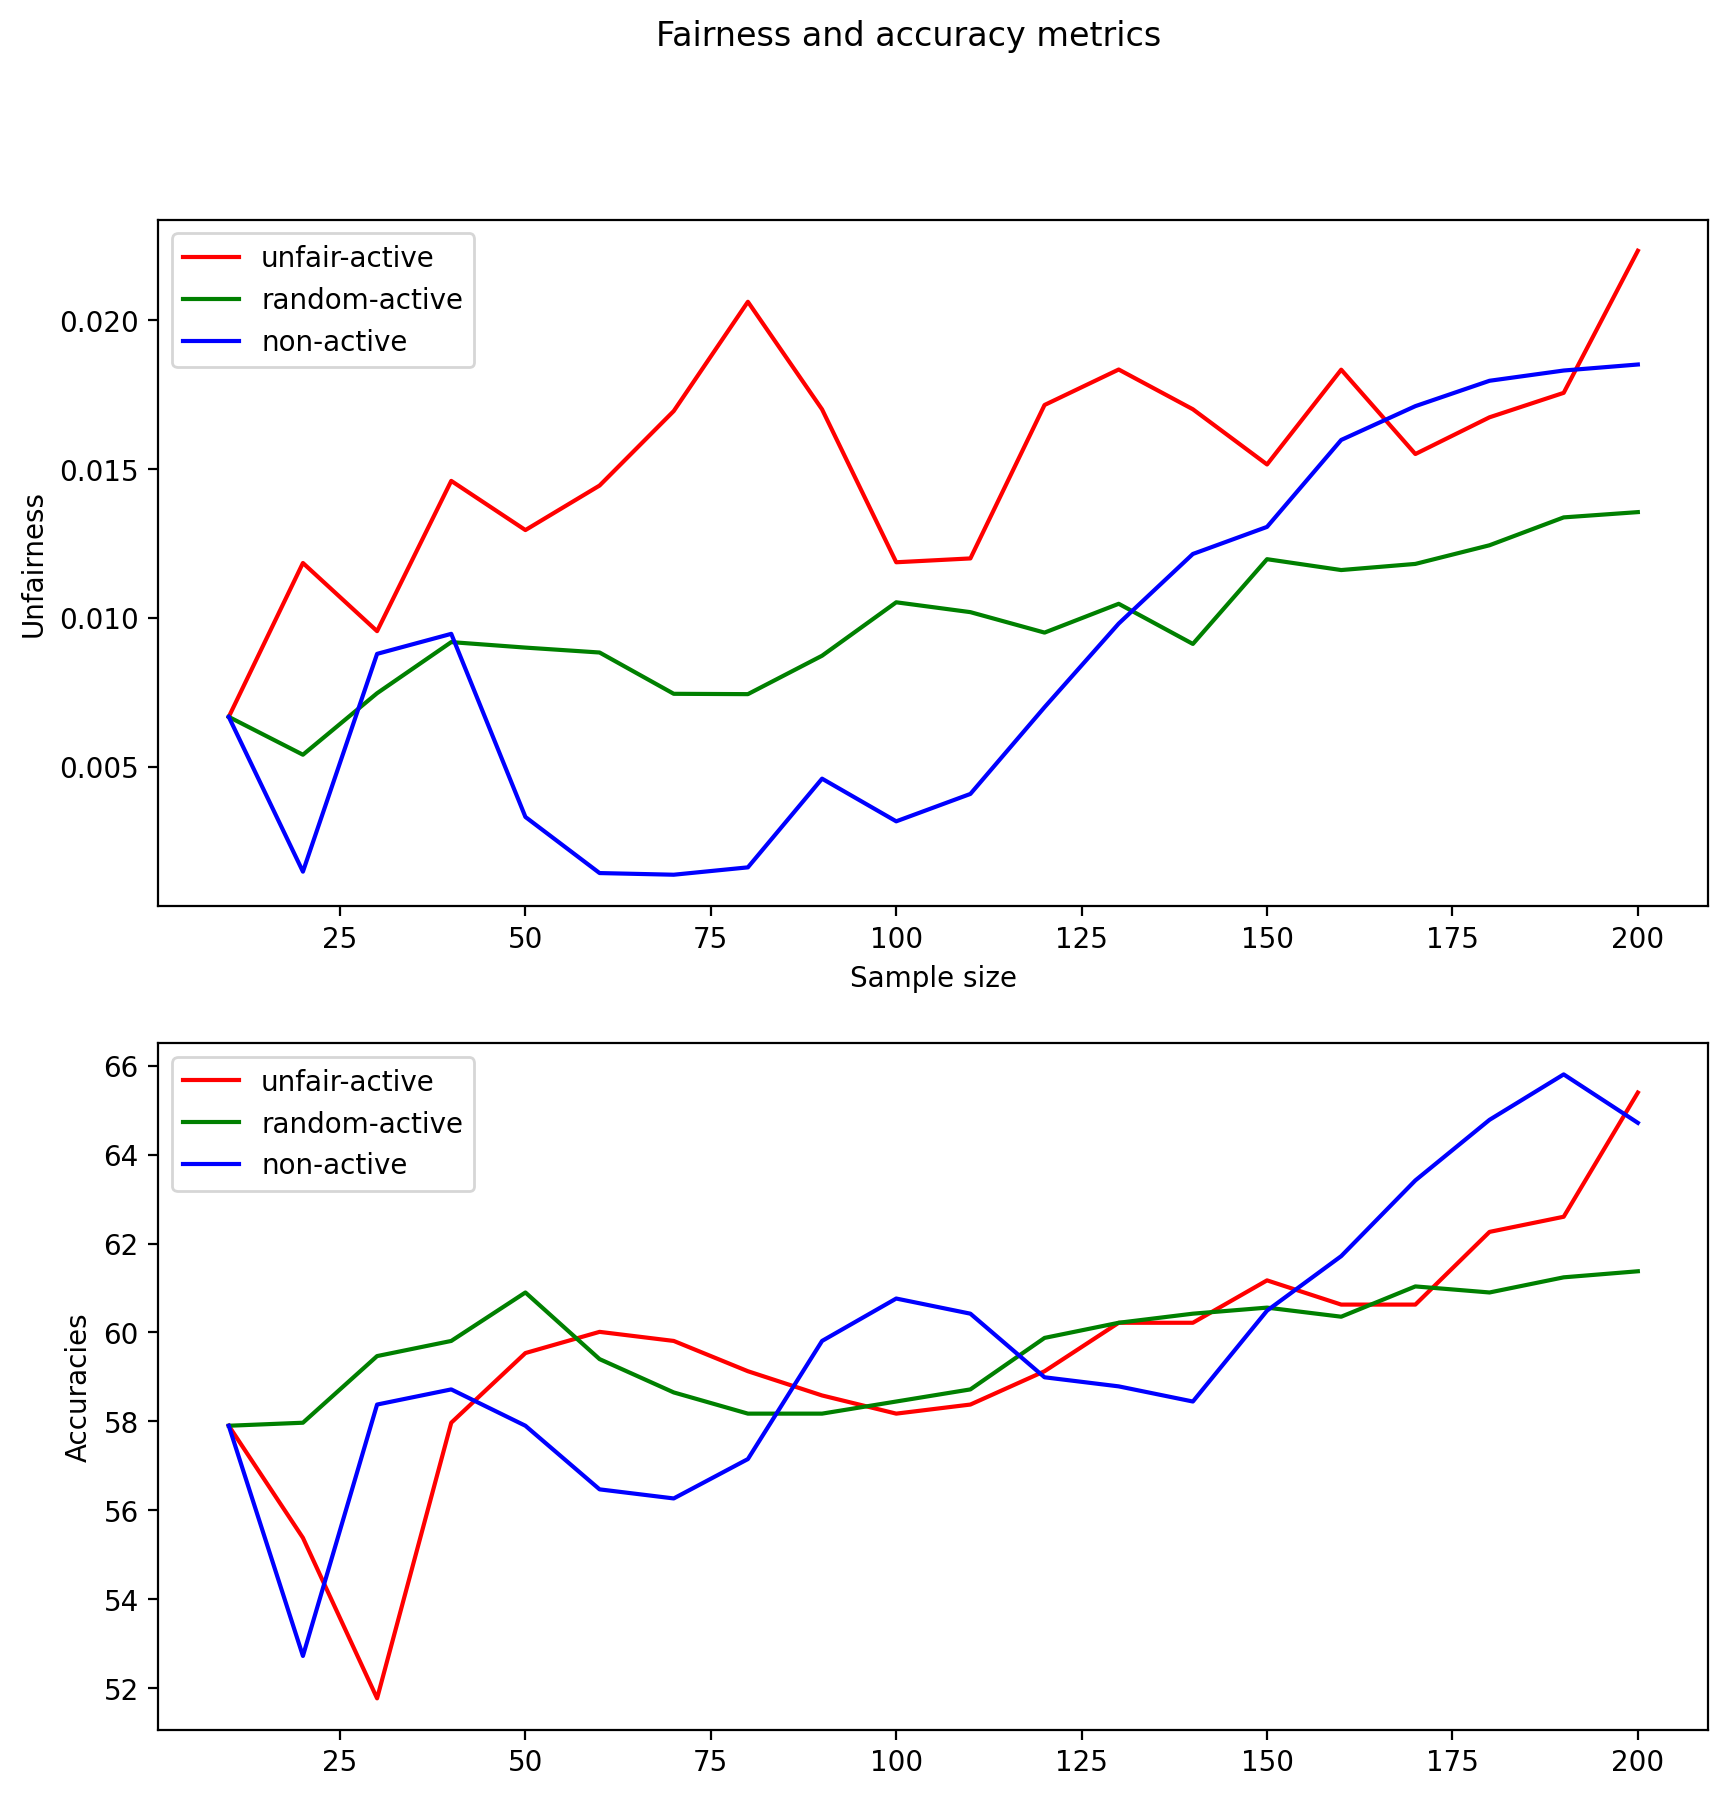 Fairness and accuracy metrics
unfair-active
random-active
non-active
0.020
0.015
0.010
0.005
Unfairness
25 50 75 100 125 150 175 200
Sample size
unfair-active
random-active
non-active
66
64
62
60
58
56
54
52
Accuracies
25 50 75 100 125 150 175 200